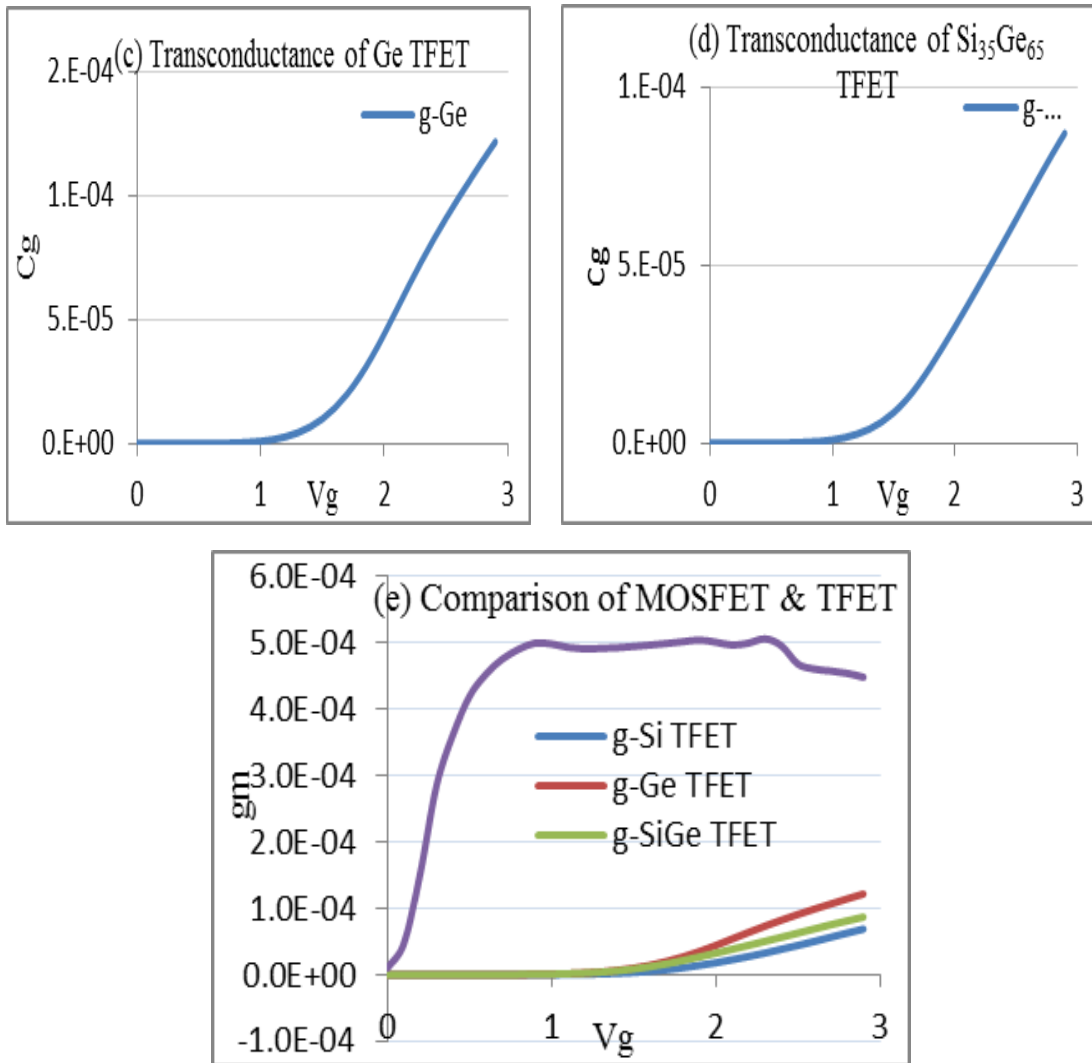 (c) Transconductance of Ge TFET
2.E-04
g-Ge
1.E-04
Cg
5.E-05
0.E+00
0 1 2 3
Vg
(d) Transconductance of Si₃₅Ge₆₅
TFET
1.E-04
g-...
Cg
5.E-05
0.E+00
0 1 2 3
Vg
(e) Comparison of MOSFET & TFET
6.0E-04
5.0E-04
4.0E-04
g-Si TFET
3.0E-04
g-Ge TFET
gm
2.0E-04
g-SiGe TFET
1.0E-04
0.0E+00
0 1 2 3
-1.0E-04
Vg